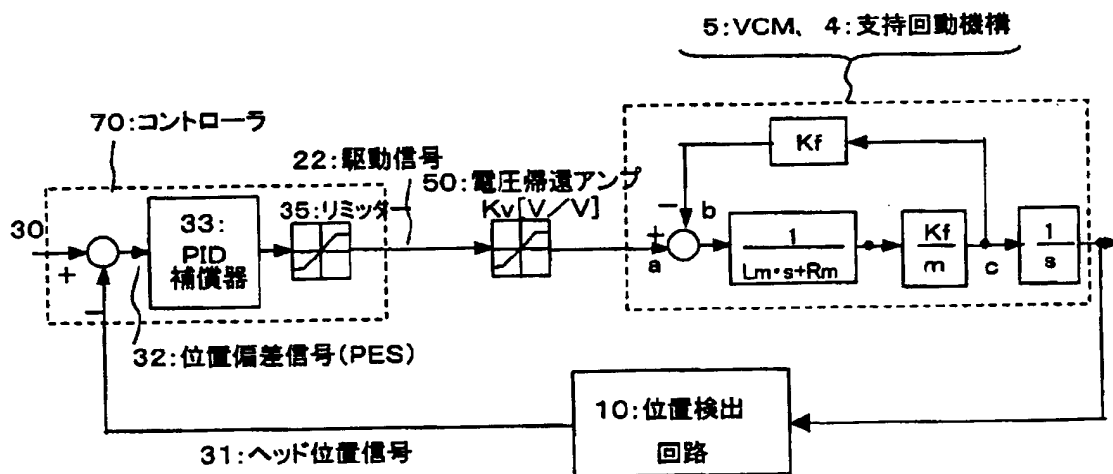 5:VCM、4:支持回動機構
70:コントローラ
22:駆動信号
50:電圧帰還アンプ
Kv[V/V]
35:リミッター
30
+
−
33:
PID
補償器
32:位置偏差信号(PES)
Kf
−
b
+
a
1
Lm・s+Rm
Kf
m
c
1
s
10:位置検出
回路
31:ヘッド位置信号